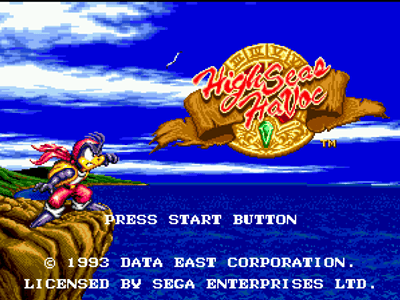 High Seas
Havoc
TM
PRESS START BUTTON
© 1993 DATA EAST CORPORATION.
LICENSED BY SEGA ENTERPRISES LTD.